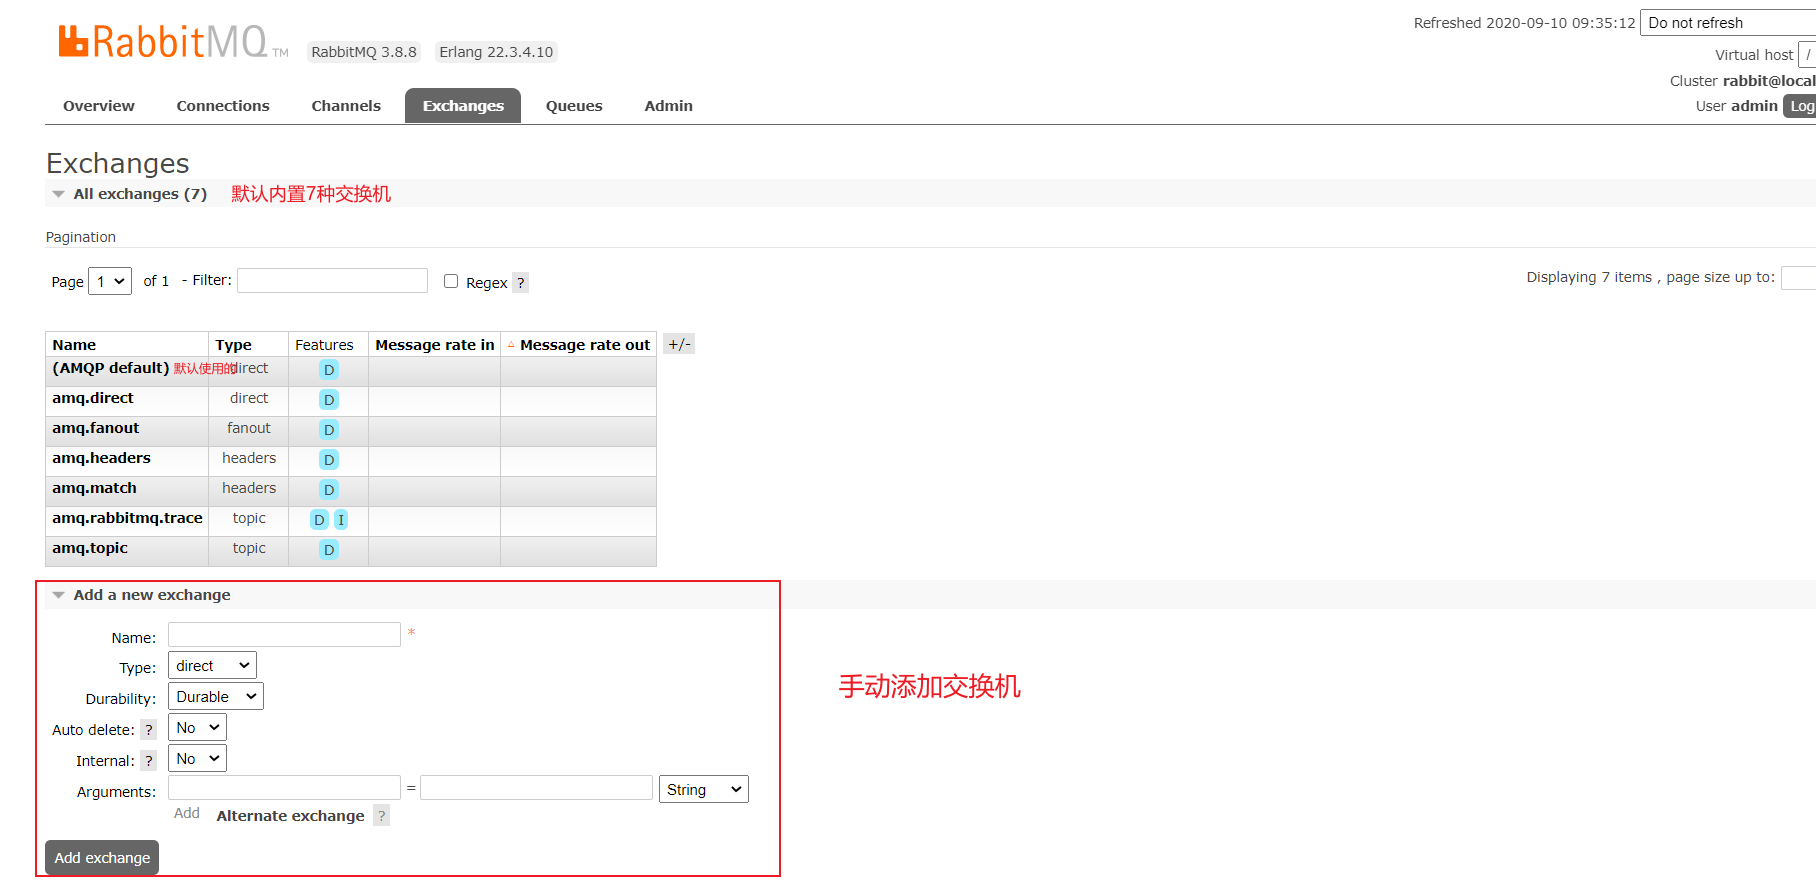 RabbitMQ TM RabbitMQ 3.8.8 Erlang 22.3.4.10
Refreshed 2020-09-10 09:35:12 Do not refresh
Virtual host /
Cluster rabbit@local
User admin Log
Overview Connections Channels Exchanges Queues Admin
Exchanges
All exchanges (7) 默认内置7种交换机
Pagination
Page 1 of 1 - Filter: Regex ?
Displaying 7 items , page size up to:
Name Type Features Message rate in Message rate out +/-
(AMQP default) 默认使用的 direct D
amq.direct direct D
amq.fanout fanout D
amq.headers headers D
amq.match headers D
amq.rabbitmq.trace topic D I
amq.topic topic D
Add a new exchange
Name: *
Type: direct
手动添加交换机
Durability: Durable
Auto delete: ? No
Internal: ? No
Arguments: = String
Add Alternate exchange ?
Add exchange